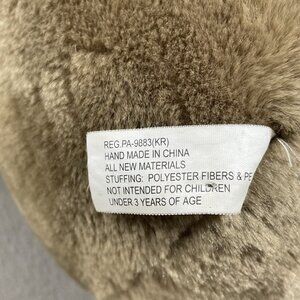 REG.PA-9883(KR)
HAND MADE IN CHINA
ALL NEW MATERIALS
STUFFING: POLYESTER FIBERS & PE
NOT INTENDED FOR CHILDREN
UNDER 3 YEARS OF AGE